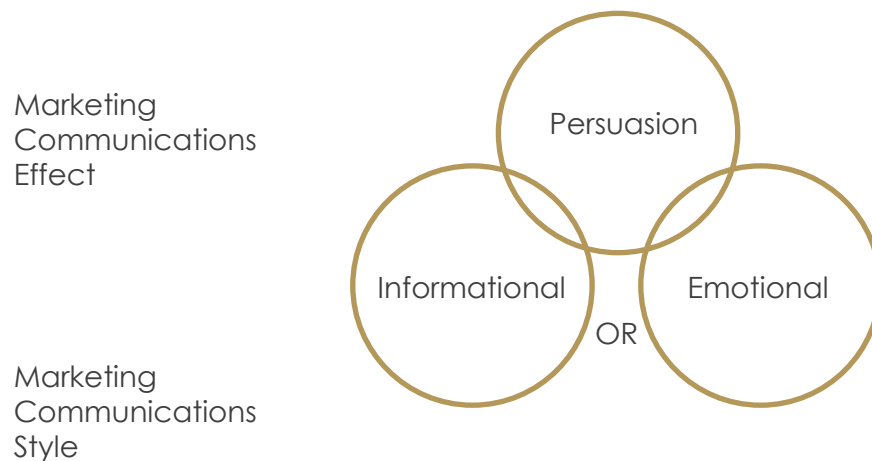 Marketing
Communications
Effect
Persuasion
Informational
Emotional
OR
Marketing
Communications
Style